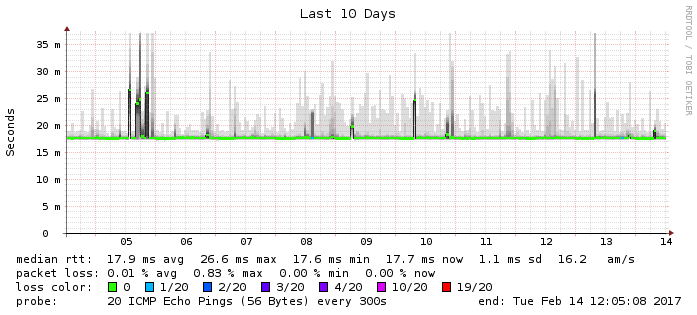 Last 10 Days
RRDTOOL / TOBI OETIKER
Seconds
35 m
30 m
25 m
20 m
15 m
10 m
5 m
0
05 06 07 08 09 10 11 12 13 14
median rtt: 17.9 ms avg 26.6 ms max 17.6 ms min 17.7 ms now 1.1 ms sd 16.2 am/s
packet loss: 0.01 % avg 0.83 % max 0.00 % min 0.00 % now
loss color: 0 1/20 2/20 3/20 4/20 10/20 19/20
probe: 20 ICMP Echo Pings (56 Bytes) every 300s end: Tue Feb 14 12:05:08 2017